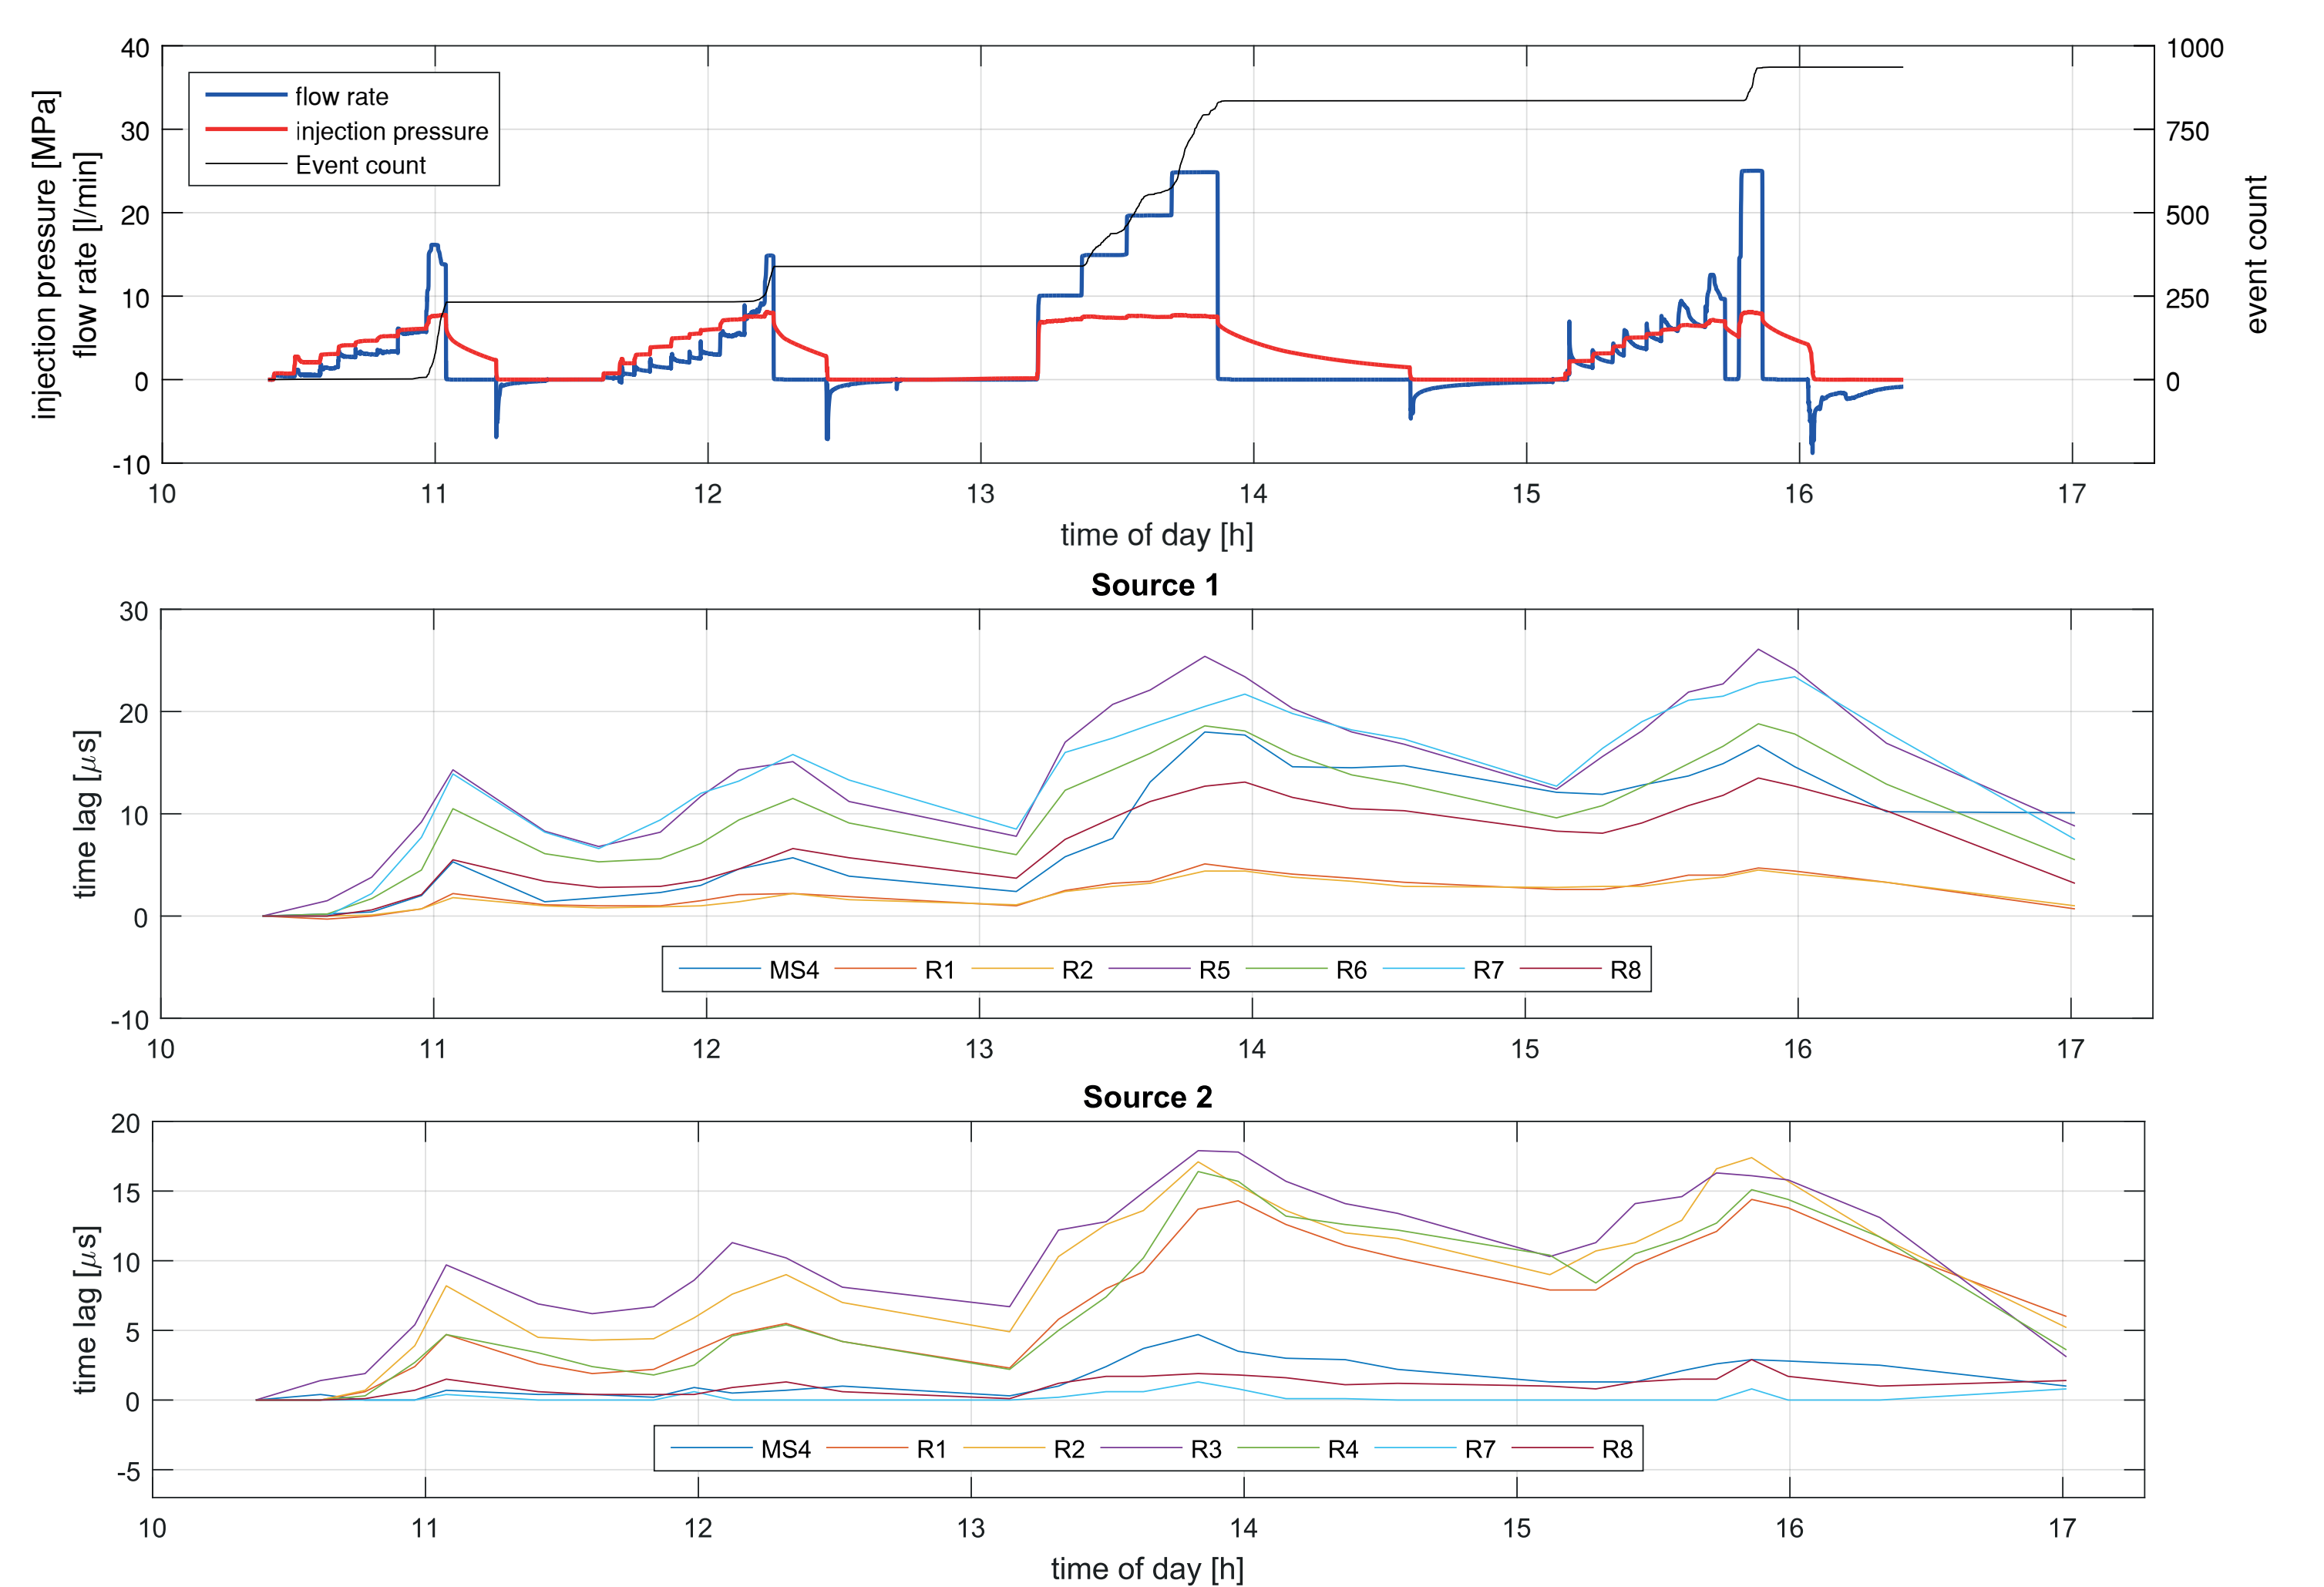 40
30
20
10
0
-10
injection pressure [MPa]
flow rate [l/min]
flow rate
injection pressure
Event count
1000
750
500
250
0
event count
10 11 12 13 14 15 16 17
time of day [h]
Source 1
30
20
10
0
-10
time lag [μs]
MS4 R1 R2 R5 R6 R7 R8
10 11 12 13 14 15 16 17
Source 2
20
15
10
5
0
-5
time lag [μs]
MS4 R1 R2 R3 R4 R7 R8
10 11 12 13 14 15 16 17
time of day [h]